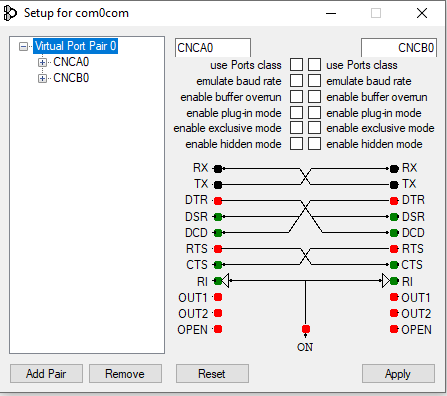 Setup for com0com
Virtual Port Pair 0
CNCA0
CNCB0
CNCA0 CNCB0
use Ports class use Ports class
emulate baud rate emulate baud rate
enable buffer overrun enable buffer overrun
enable plug-in mode enable plug-in mode
enable exclusive mode enable exclusive mode
enable hidden mode enable hidden mode
RX RX
TX TX
DTR DTR
DSR DSR
DCD DCD
RTS RTS
CTS CTS
RI RI
OUT1 OUT1
OUT2 OUT2
OPEN OPEN
ON
Add Pair Remove Reset Apply